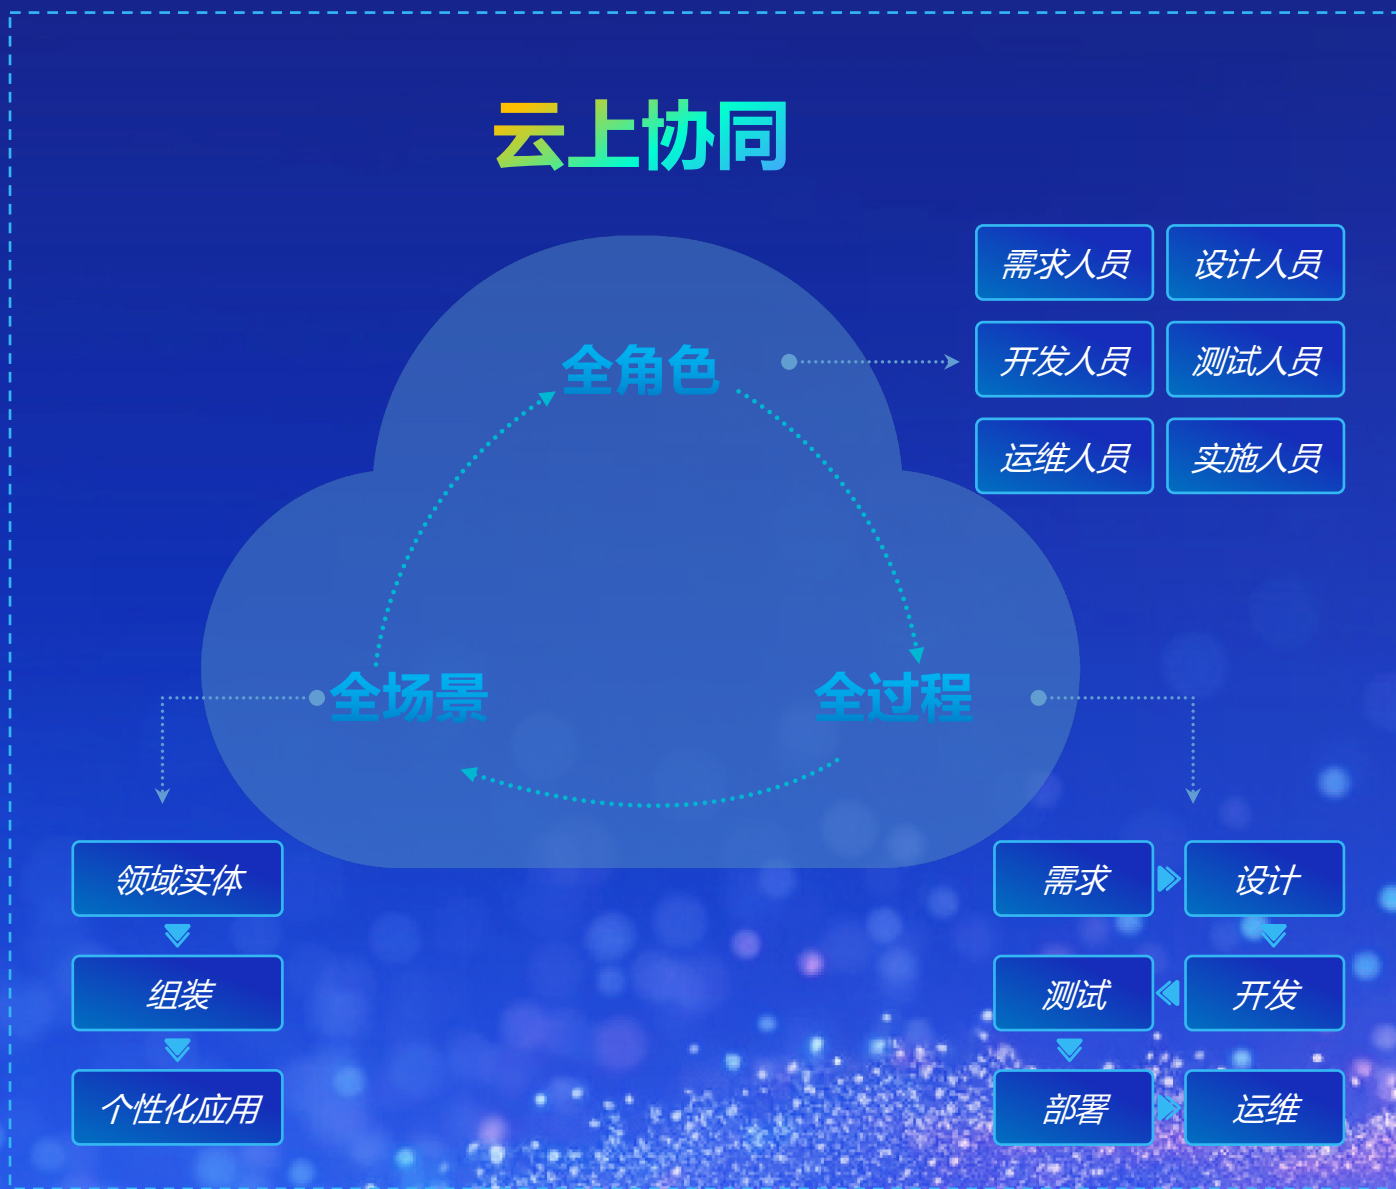 云上协同
需求人员
设计人员
全角色
开发人员
测试人员
运维人员
实施人员
全场景
全过程
领域实体
组装
个性化应用
需求
设计
测试
开发
部署
运维